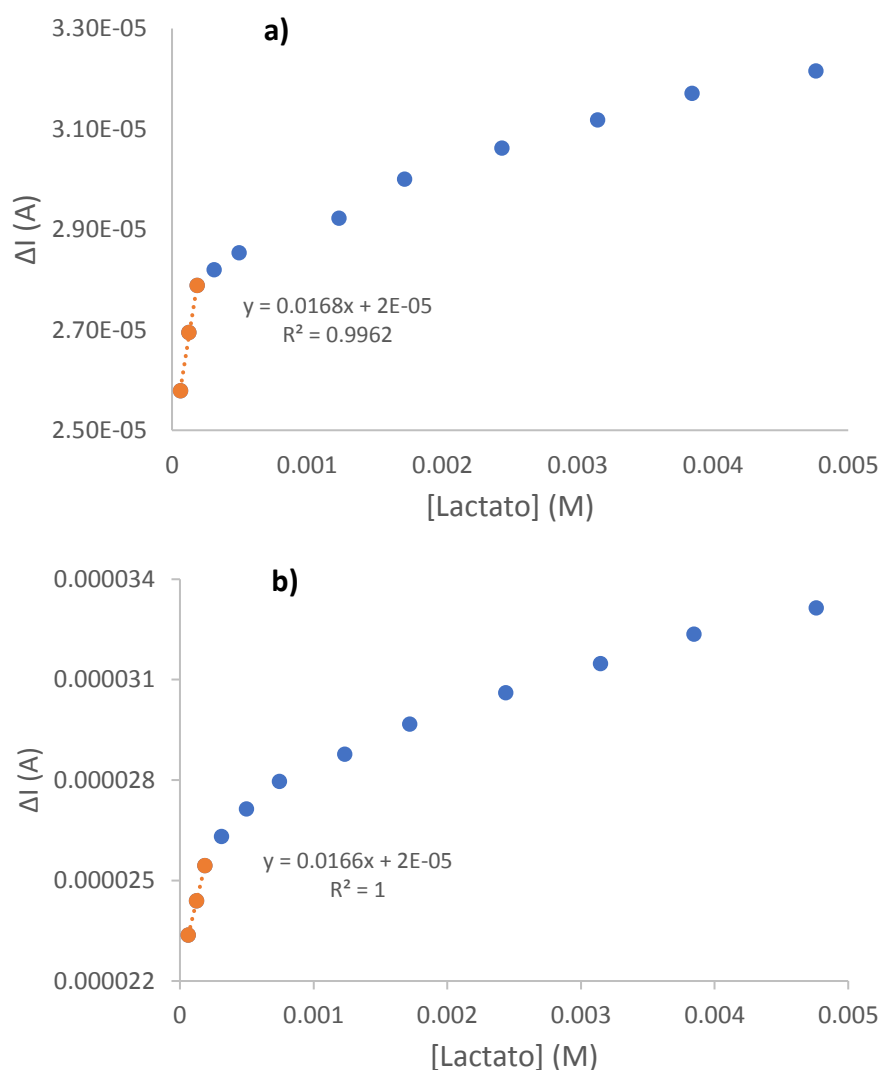 a)
3.30E-05
3.10E-05
2.90E-05
2.70E-05
2.50E-05
ΔI (A)
y = 0.0168x + 2E-05
R² = 0.9962
0 0.001 0.002 0.003 0.004 0.005
[Lactato] (M)
b)
0.000034
0.000031
0.000028
0.000025
0.000022
ΔI (A)
y = 0.0166x + 2E-05
R² = 1
0 0.001 0.002 0.003 0.004 0.005
[Lactato] (M)